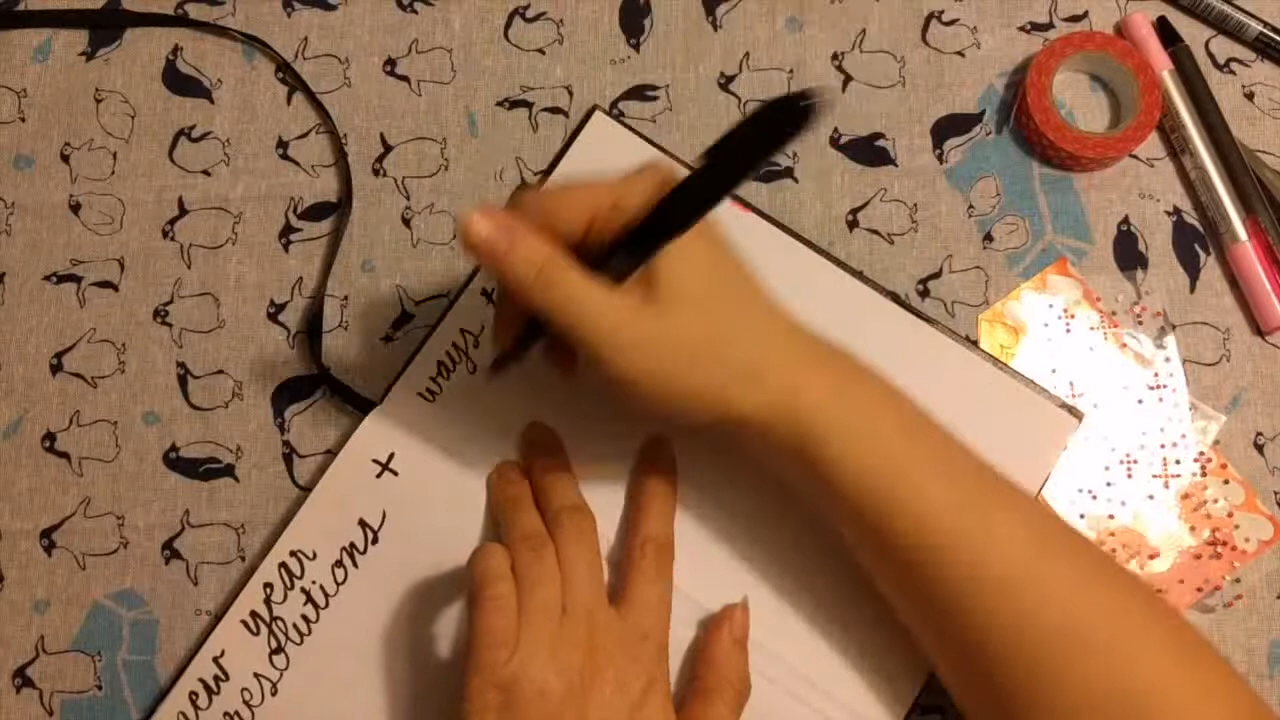 new year
resolutions +
ways +